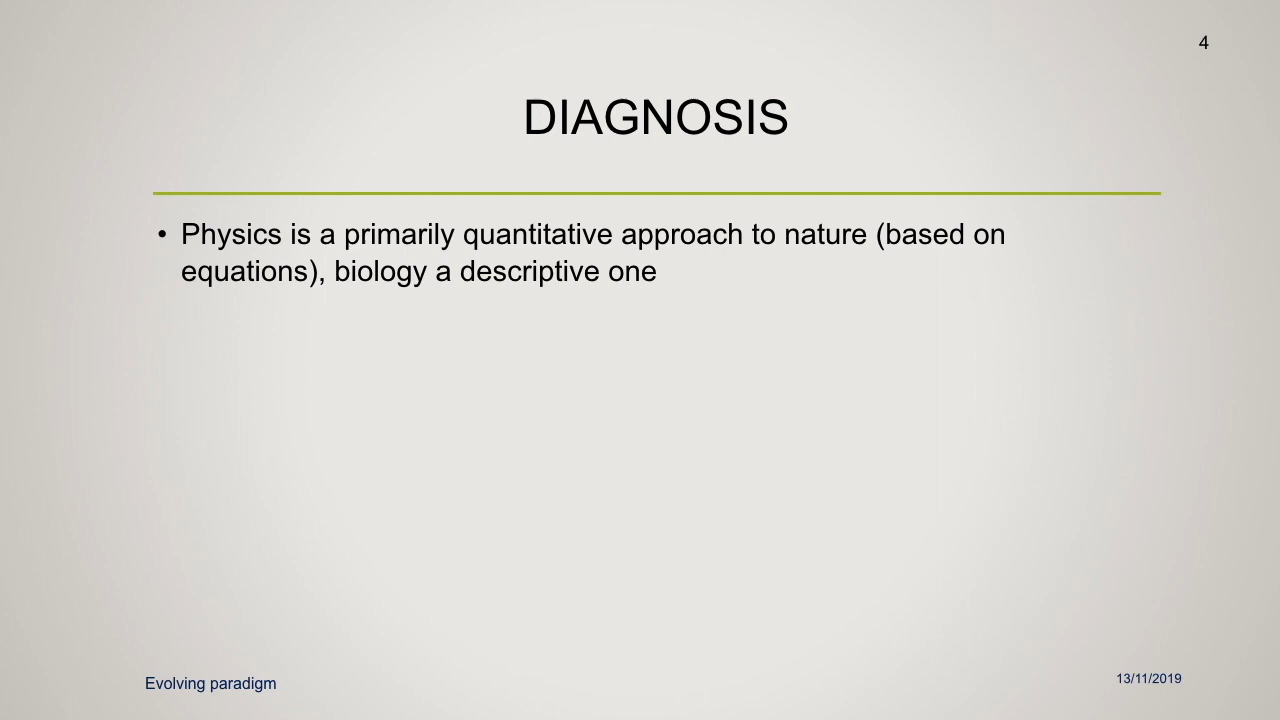 4
DIAGNOSIS
• Physics is a primarily quantitative approach to nature (based on
equations), biology a descriptive one
Evolving paradigm
13/11/2019